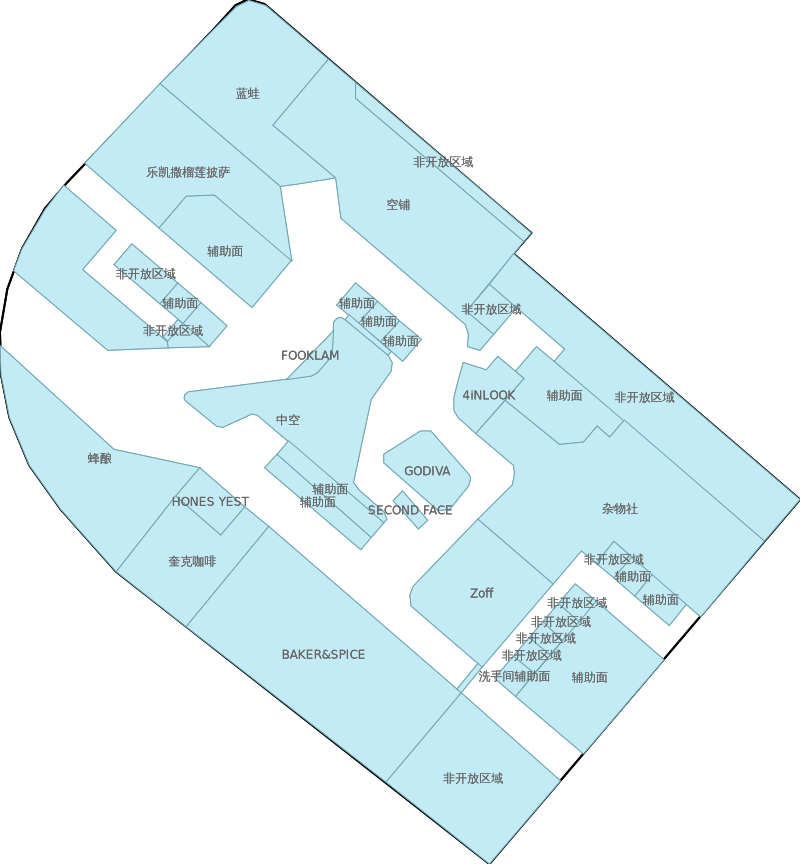 蓝蛙
非开放区域
乐凯撒榴莲披萨
空铺
辅助面
非开放区域
辅助面
非开放区域
辅助面
辅助面
辅助面
非开放区域
FOOKLAM
4iNLOOK
辅助面
非开放区域
中空
蜂酿
GODIVA
辅助面
辅助面
HONES YEST
SECOND FACE
杂物社
奎克咖啡
非开放区域
辅助面
Zoff
非开放区域
辅助面
非开放区域
非开放区域
非开放区域
BAKER&SPICE
洗手间辅助面
辅助面
非开放区域